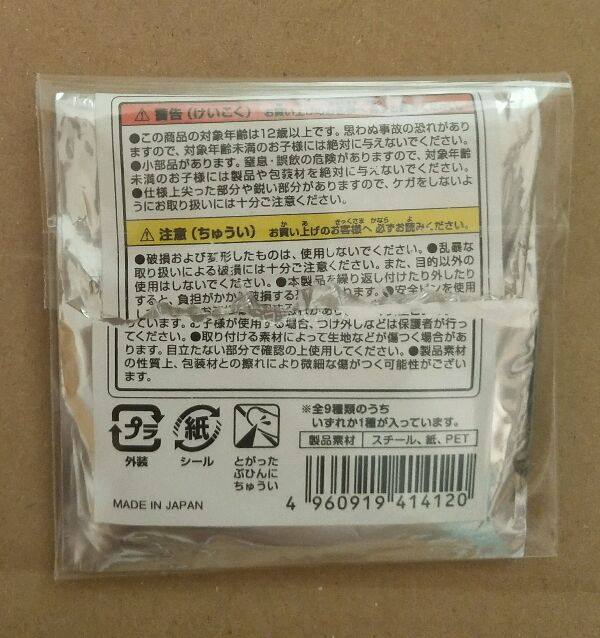 ⚠警告（けいこく）
●この商品の対象年齢は12歳以上です。思わぬ事故の恐れがあり
ますので、対象年齢未満のお子様には絶対に与えないでください。
●小部品があります。窒息・誤飲の危険がありますので、対象年齢
未満のお子様には製品や包装材を絶対に与えないでください。
●仕様上尖った部分や鋭い部分がありますので、ケガをしないよ
うにお取り扱いには十分ご注意ください。
⚠注意（ちゅうい） お買い上げのお客様へ 必ずお読みください。
●破損および変形したものは、使用しないでください。●乱暴な
取り扱いによる破損には十分ご注意ください。また、目的以外の
使用はしないでください。●本製品を繰り返し付けたり外したり
すると、負担がかかり破損する
ります。●安全ピンを使用
っています。お子様が使用する場合、つけ外しなどは保護者が行っ
てください。●取り付ける素材によって生地などが傷つく場合があ
ります。目立たない部分で確認の上使用してください。●製品素材
の性質上、包装材との擦れにより微細な傷がつく可能性がござい
ます。
プラ
外装
紙
シール
とがった
ぶひんに
ちゅうい
※全9種類のうち
いずれか1種が入っています。
製品素材 スチール、紙、PET
MADE IN JAPAN
4 960919 414120